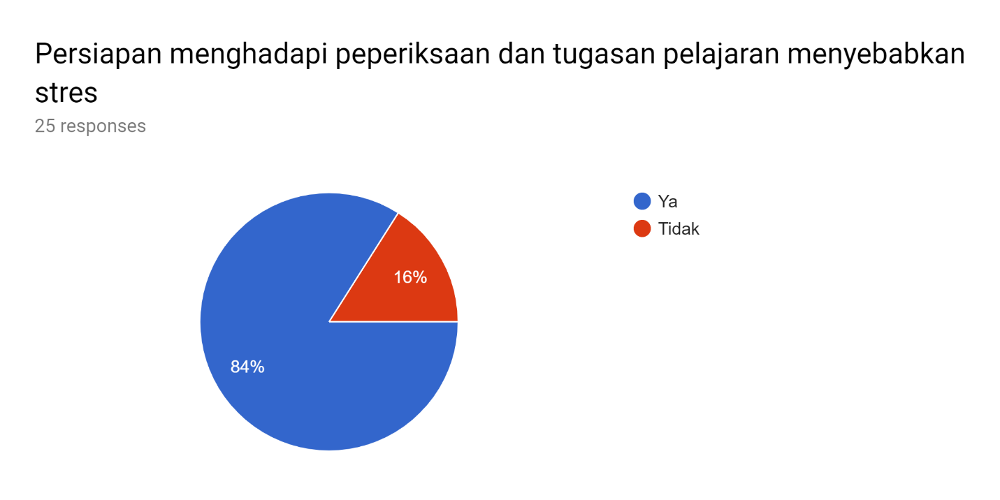 Persiapan menghadapi peperiksaan dan tugasan pelajaran menyebabkan
stres
25 responses
Ya
Tidak
16%
84%